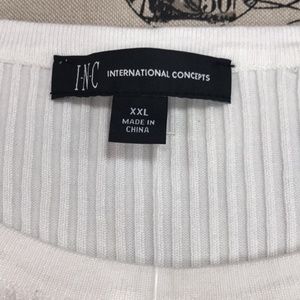 I·N·C INTERNATIONAL CONCEPTS
XXL
MADE IN
CHINA